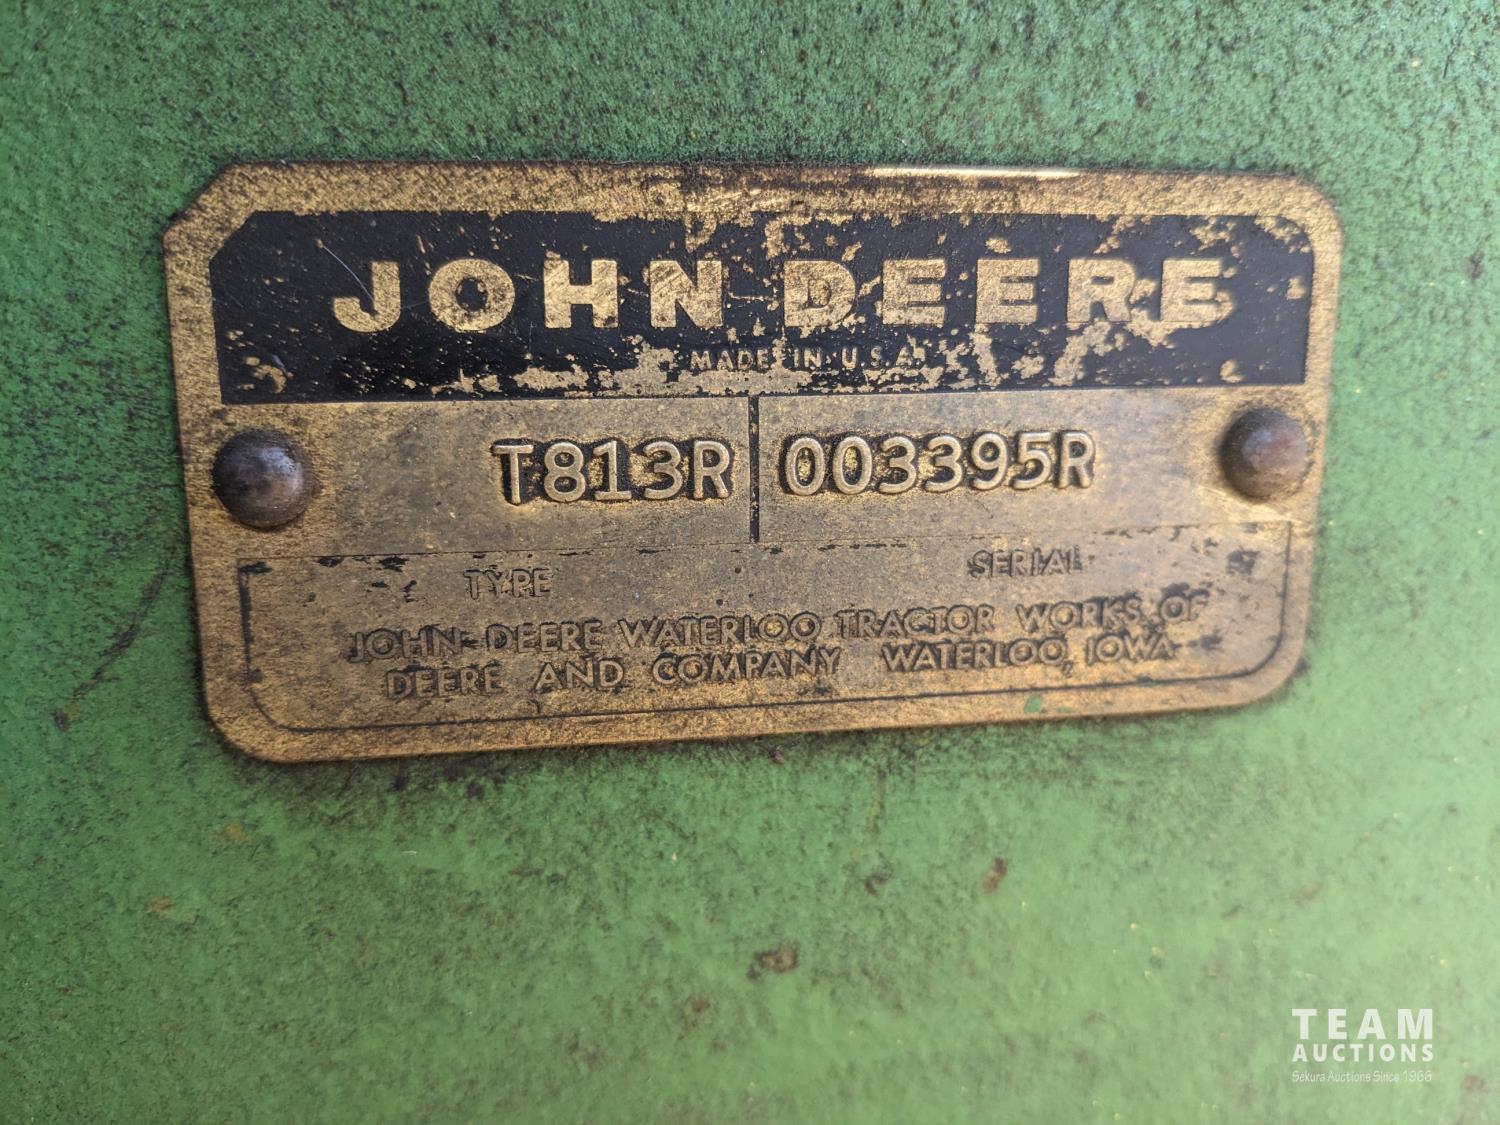 JOHN DEERE
MADE IN U.S.A.
T813R 003395R
TYPE SERIAL
JOHN DEERE WATERLOO TRACTOR WORKS OF
DEERE AND COMPANY WATERLOO, IOWA
TEAM
AUCTIONS
Sekura Auctions Since 1966